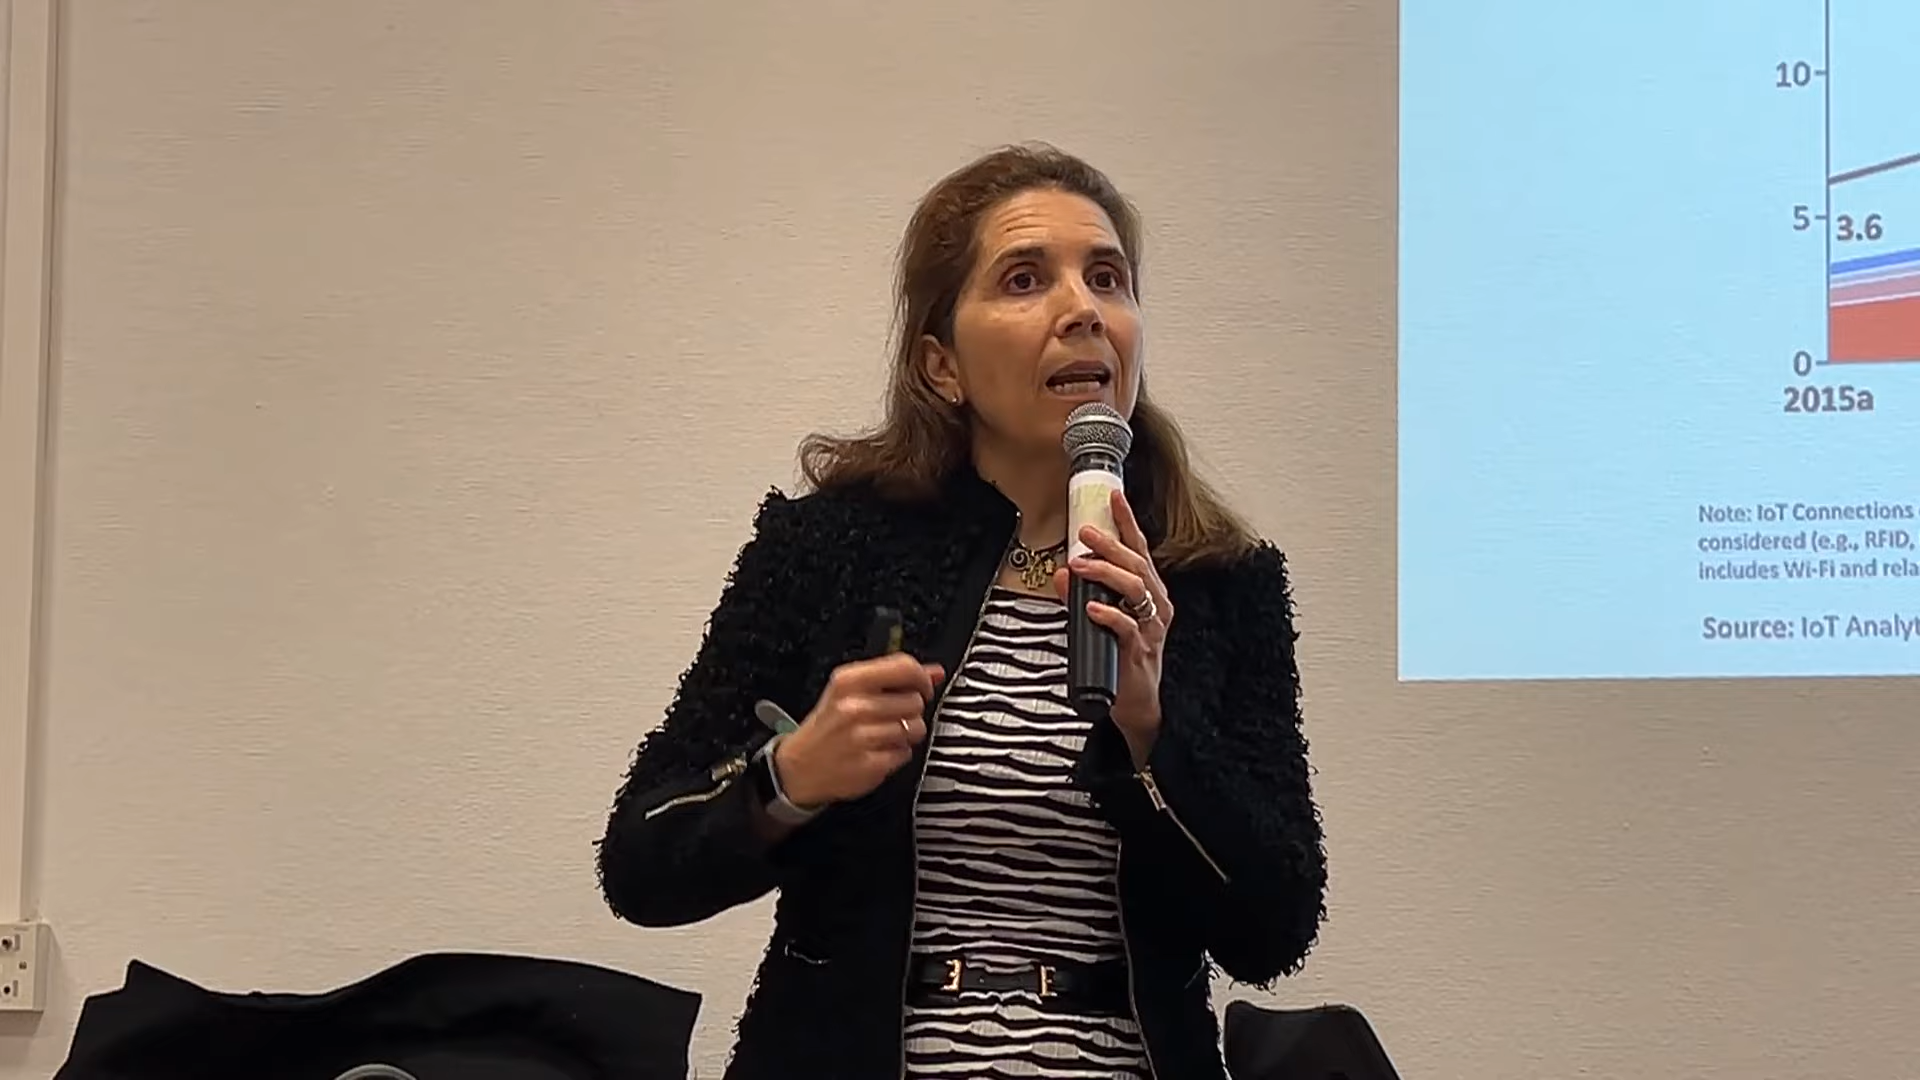 10
5
3.6
0
2015a
Note: IoT Connections
considered (e.g., RFID,
includes Wi-Fi and rela
Source: IoT Analyt